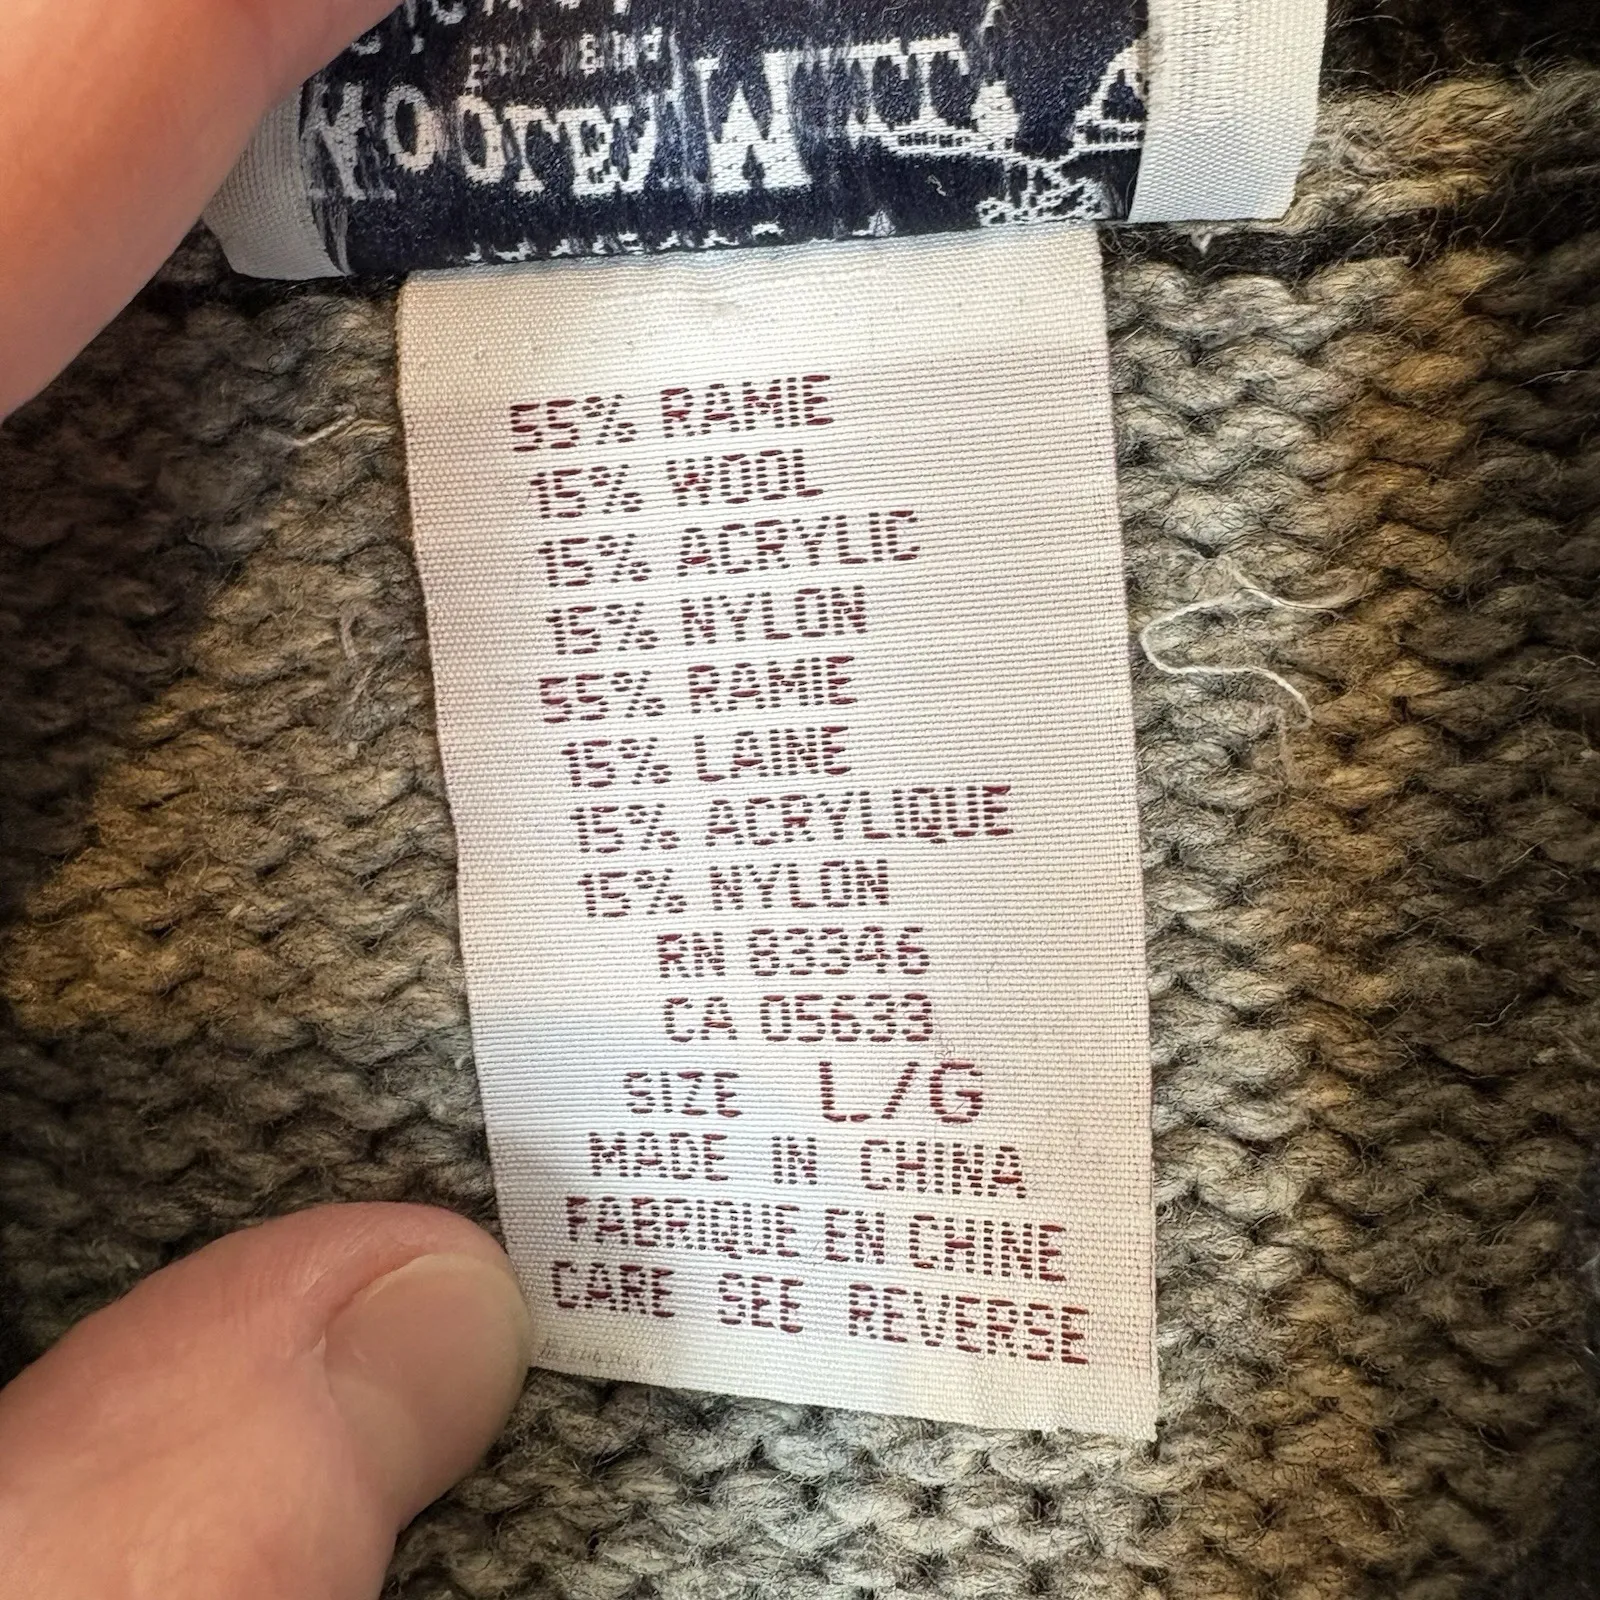 55% RAMIE
15% WOOL
15% ACRYLIC
15% NYLON
55% RAMIE
15% LAINE
15% ACRYLIQUE
15% NYLON
RN 83346
CA 05633
SIZE L/G
MADE IN CHINA
FABRIQUE EN CHINE
CARE SEE REVERSE